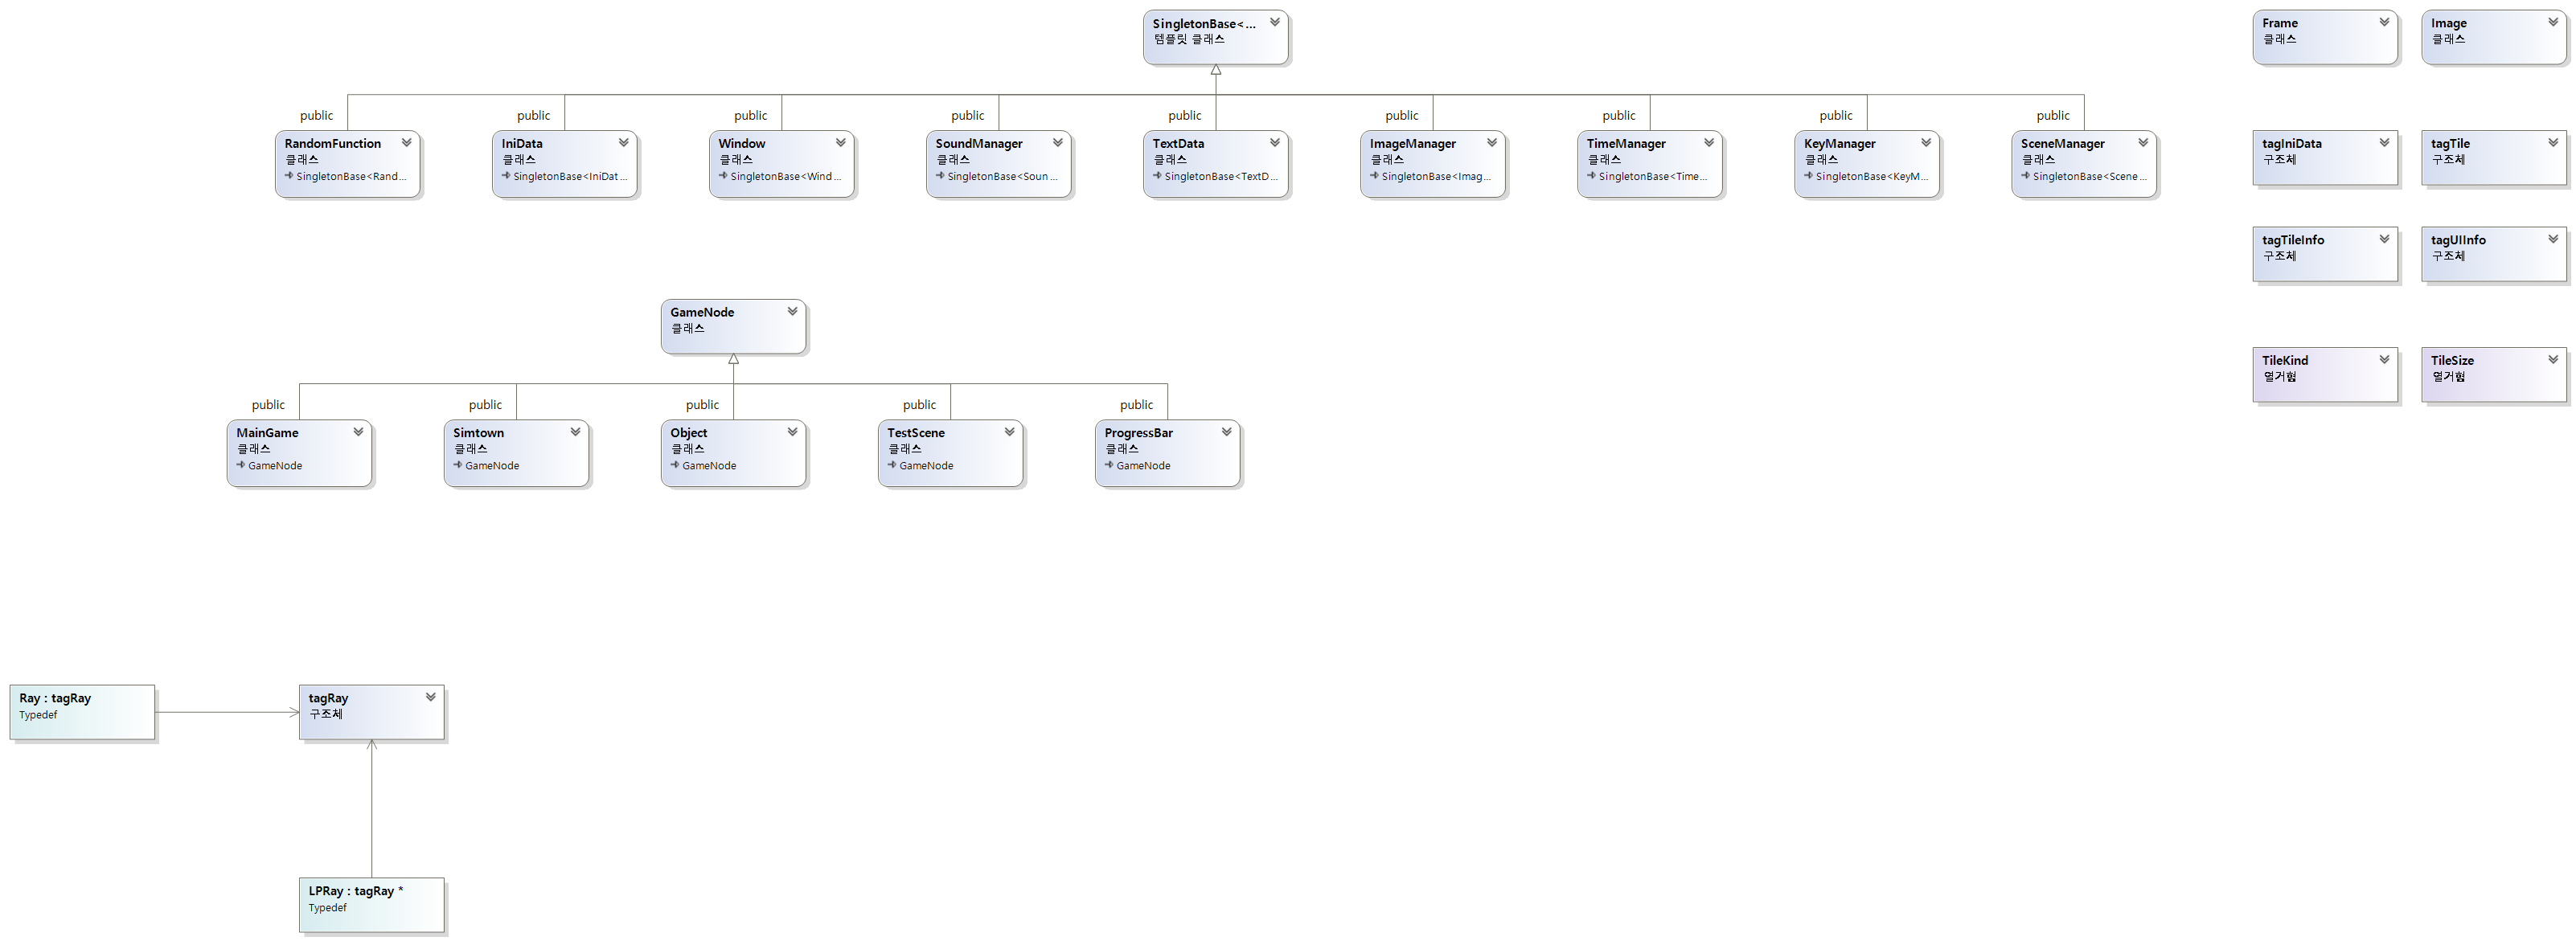 SingletonBase<...
템플릿 클래스
Frame
클래스
Image
클래스
public
public
public
public
public
public
public
public
public
RandomFunction
클래스
SingletonBase<Rand...
IniData
클래스
SingletonBase<IniDat...
Window
클래스
SingletonBase<Wind...
SoundManager
클래스
SingletonBase<Soun...
TextData
클래스
SingletonBase<TextD...
ImageManager
클래스
SingletonBase<Imag...
TimeManager
클래스
SingletonBase<Time...
KeyManager
클래스
SingletonBase<KeyM...
SceneManager
클래스
SingletonBase<Scene...
tagIniData
구조체
tagTile
구조체
tagTileInfo
구조체
tagUIInfo
구조체
GameNode
클래스
TileKind
열거형
TileSize
열거형
public
public
public
public
public
MainGame
클래스
GameNode
Simtown
클래스
GameNode
Object
클래스
GameNode
TestScene
클래스
GameNode
ProgressBar
클래스
GameNode
Ray : tagRay
Typedef
tagRay
구조체
LPRay : tagRay *
Typedef